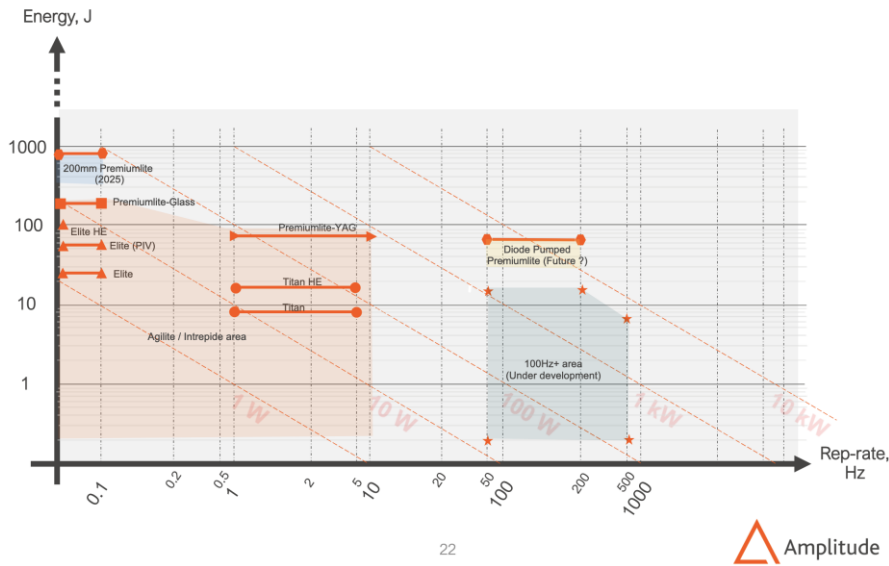 Energy, J
1000
200mm Premiumlite
(2025)
Premiumlite-Glass
100
Elite HE
Premiumlite-YAG
Elite (PIV)
Diode Pumped
Premiumlite (Future ?)
Elite
Titan HE
10
Titan
Agilite / Intrepide area
100Hz+ area
(Under development)
1
1 W
10 W
100 W
1 kW
10 kW
Rep-rate,
Hz
0.1
0.2
0.5
1
2
5
10
20
50
100
200
500
1000
22
Amplitude